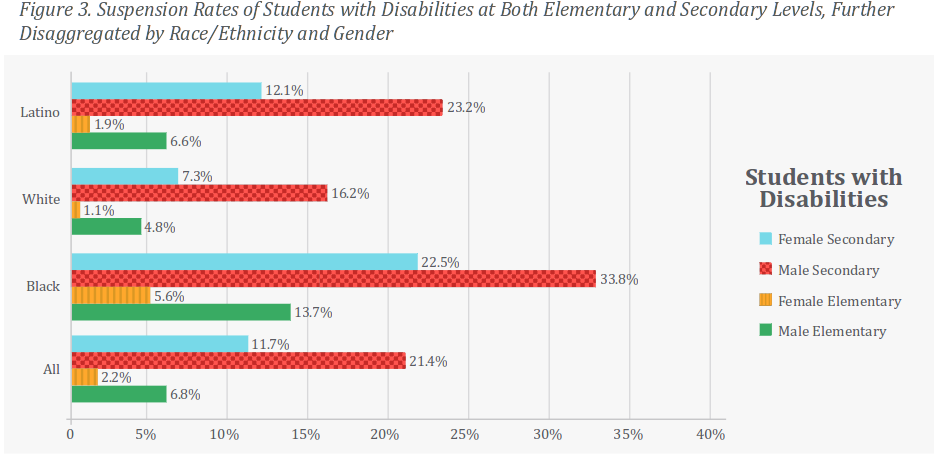 Figure 3. Suspension Rates of Students with Disabilities at Both Elementary and Secondary Levels, Further
Disaggregated by Race/Ethnicity and Gender
Latino
12.1%
23.2%
1.9%
6.6%
White
7.3%
16.2%
1.1%
4.8%
Black
22.5%
33.8%
5.6%
13.7%
All
11.7%
21.4%
2.2%
6.8%
0 5% 10% 15% 20% 25% 30% 35% 40%
Students with
Disabilities
Female Secondary
Male Secondary
Female Elementary
Male Elementary